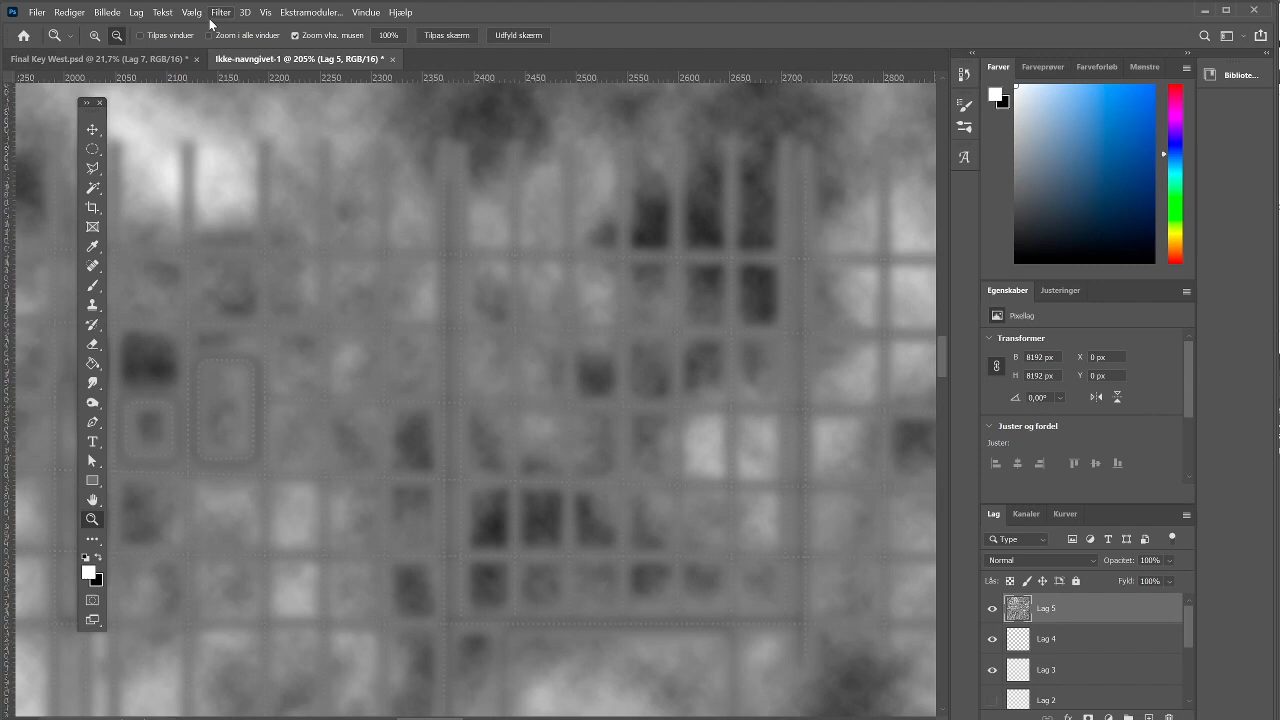 Ps Filer Rediger Billede Lag Tekst Vælg Filter 3D Vis Ekstramoduler... Vindue Hjælp
Tilpas vinduer Zoom i alle vinduer Zoom vha. musen 100% Tilpas skærm Udfyld skærm
Final Key West.psd @ 21,7% (Lag 7, RGB/16) * × Ikke-navngivet-1 @ 205% (Lag 5, RGB/16) * ×
2000 2050 2100 2150 2200 2250 2300 2350 2400 2450 2500 2550 2600 2650 2700 2750 2800
Farver Farveprøver Farveforløb Mønstre
Bibliote...
Egenskaber Justeringer
Pixellag
Transformer
B 8192 px X 0 px
H 8192 px Y 0 px
0,00°
Juster og fordel
Juster:
Lag Kanaler Kurver
Type
Normal Opacitet: 100%
Lås: Fyld: 100%
Lag 5
Lag 4
Lag 3
Lag 2